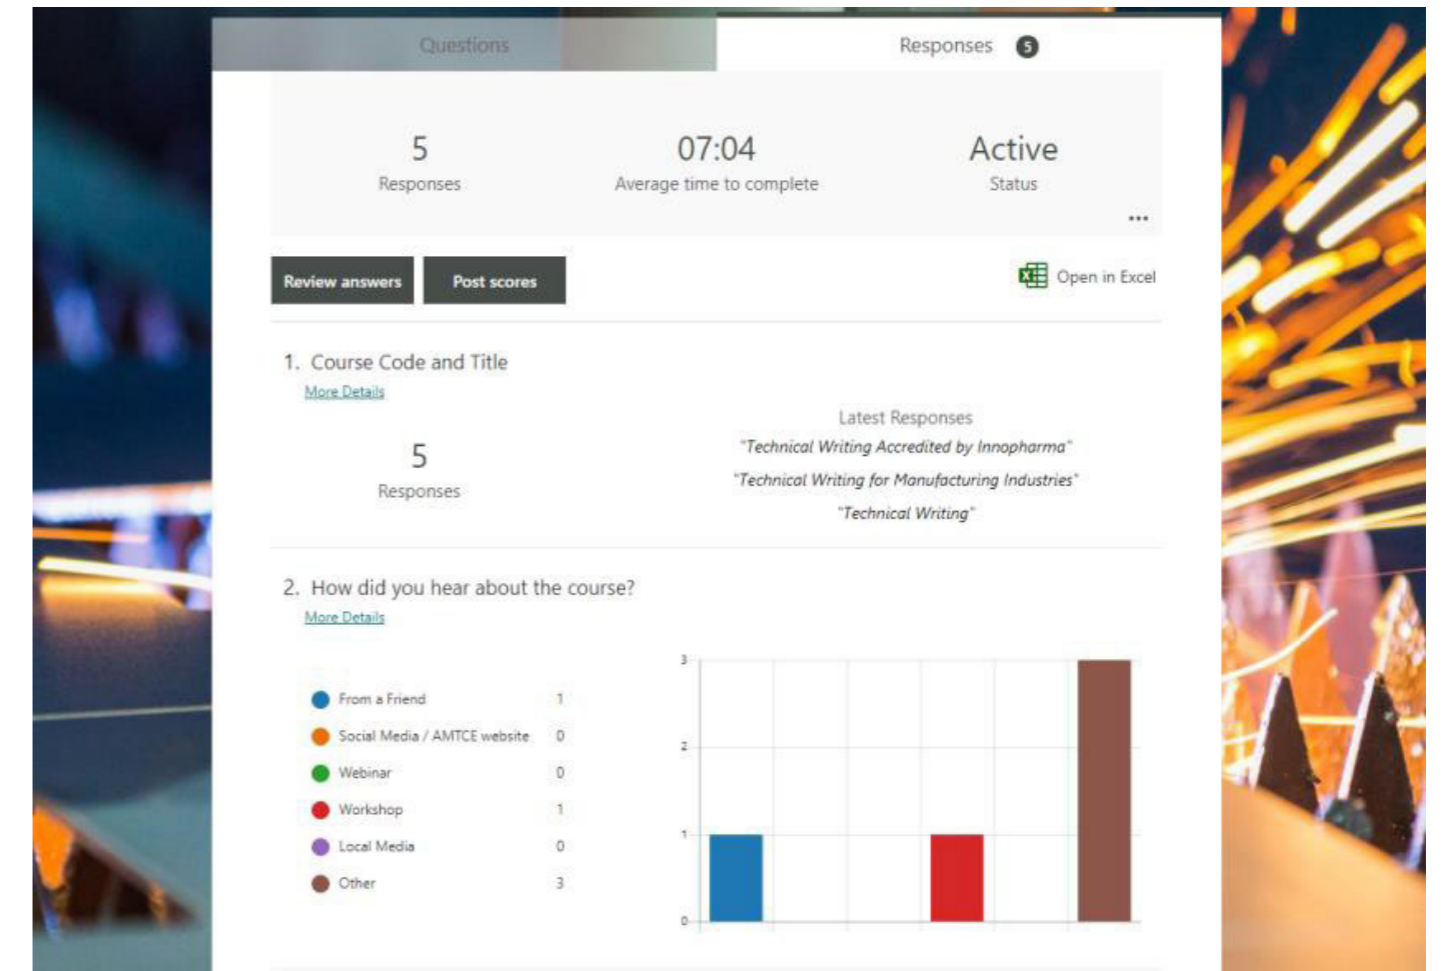 Questions
Responses 5
5
Responses
07:04
Average time to complete
Active
Status
Review answers
Post scores
Open in Excel
1. Course Code and Title
More Details
5
Responses
Latest Responses
"Technical Writing Accredited by Innopharma"
"Technical Writing for Manufacturing Industries"
"Technical Writing"
2. How did you hear about the course?
More Details
From a Friend 1
Social Media / AMTCE website 0
Webinar 0
Workshop 1
Local Media 0
Other 3
3
2
1
0